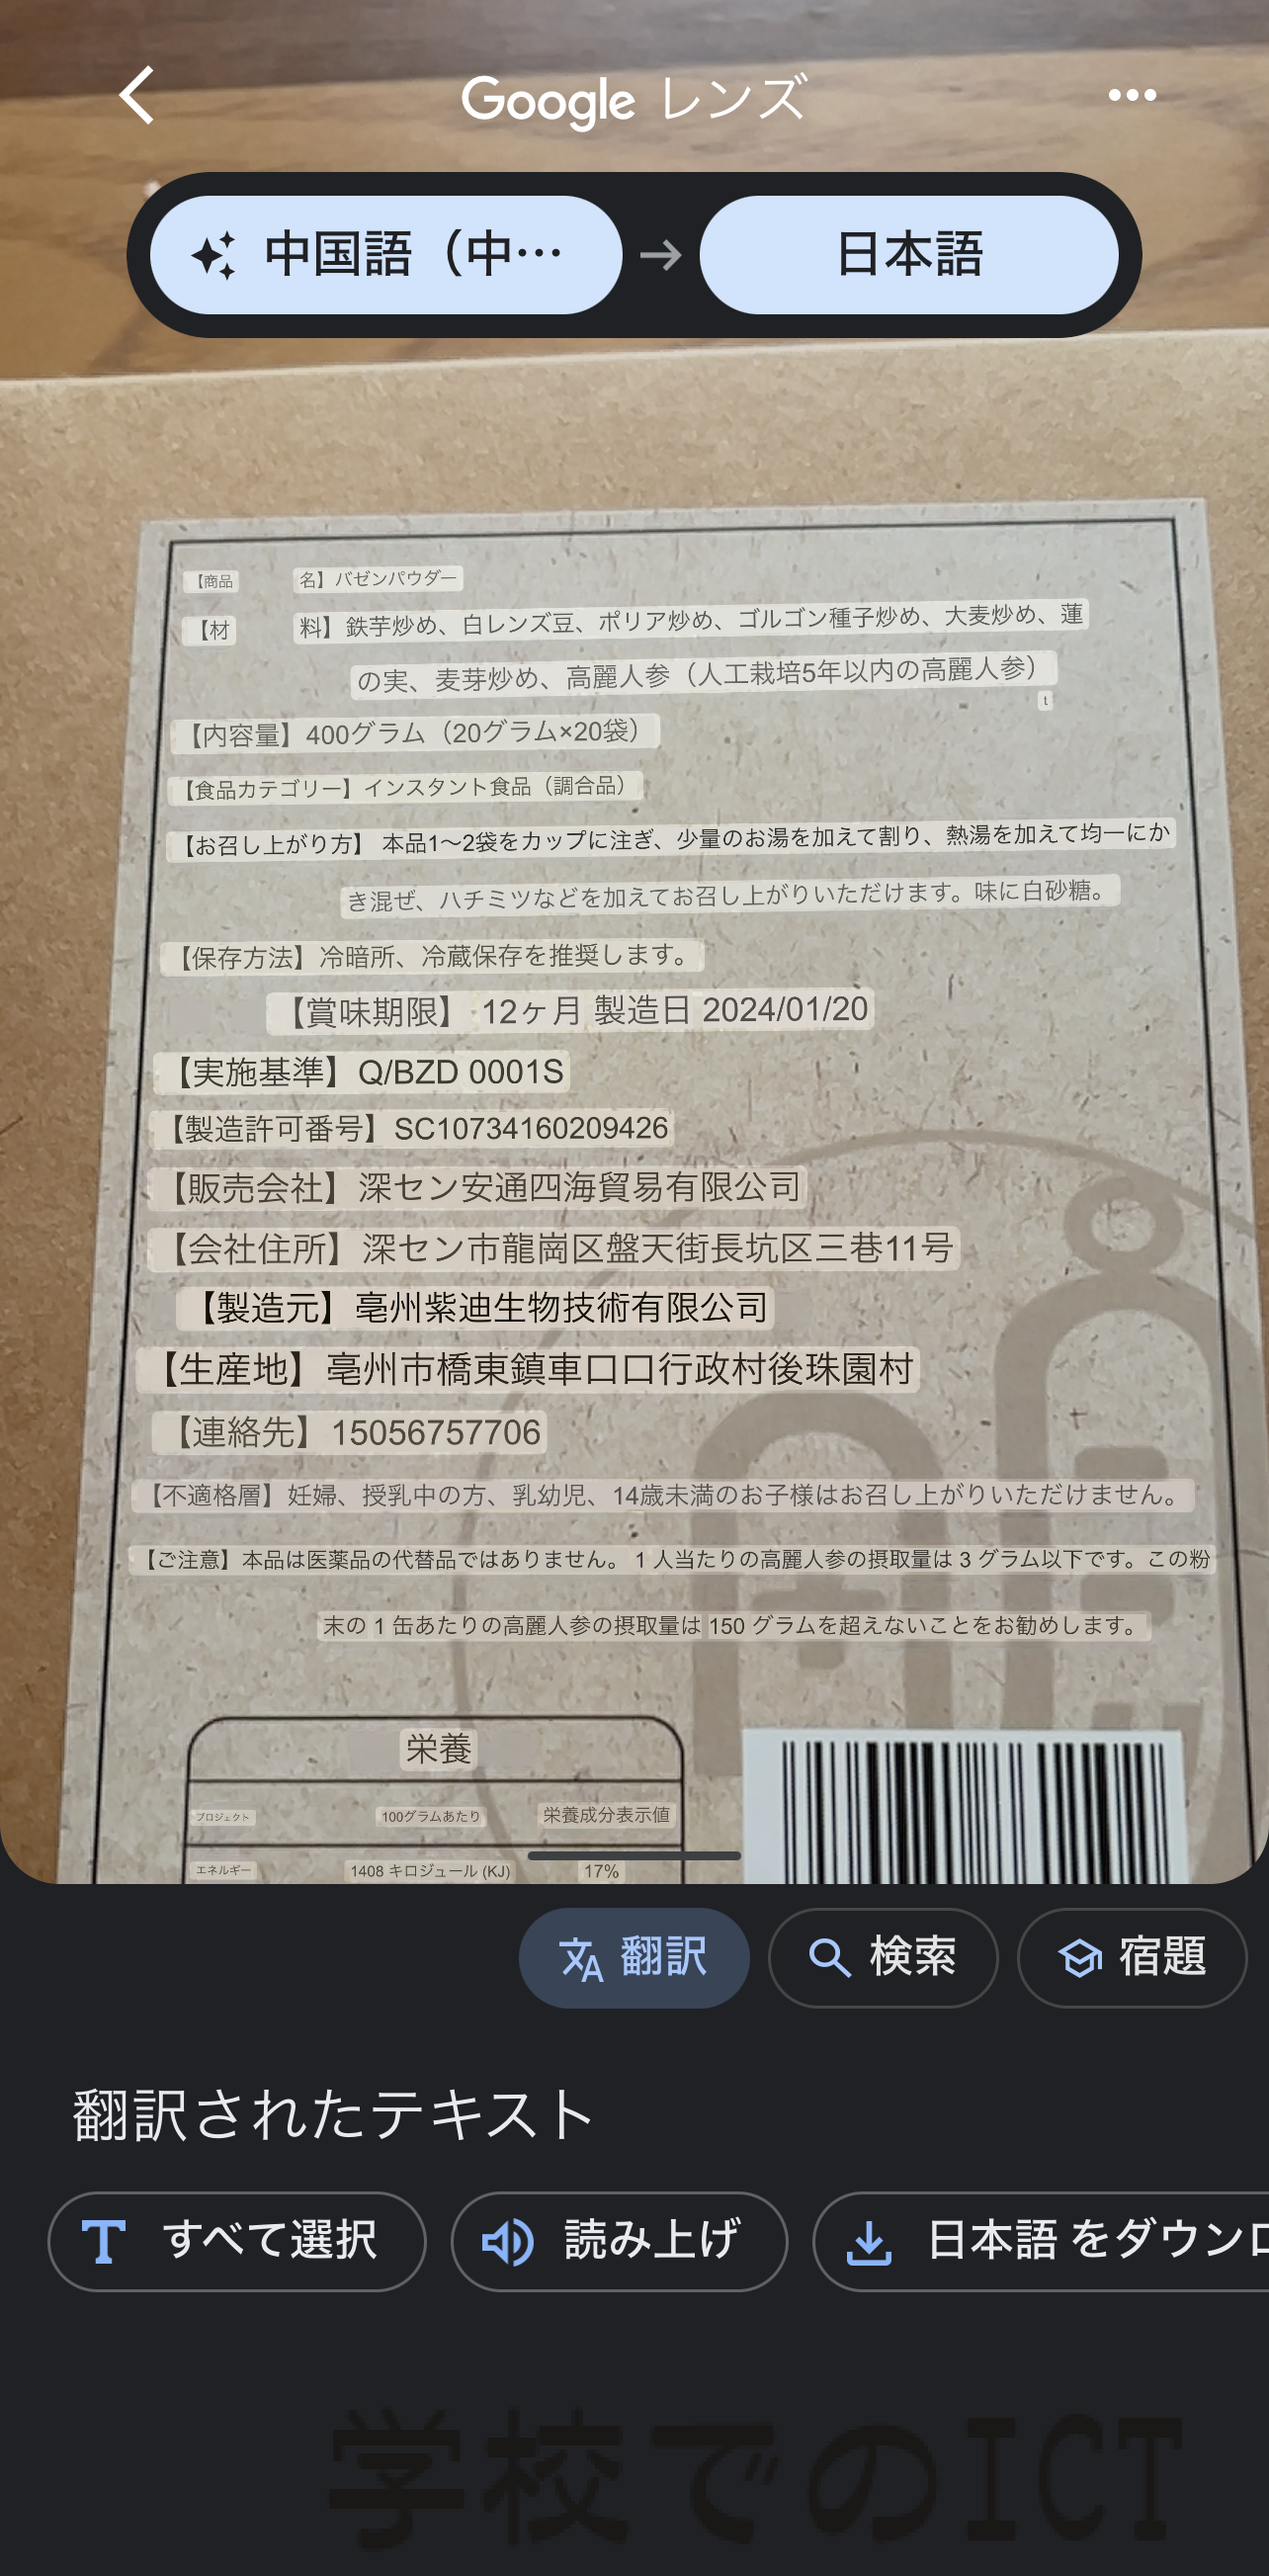 Google レンズ
中国語（中… → 日本語
【商品 名】バゼンパウダー
【材 料】鉄芋炒め、白レンズ豆、ポリア炒め、ゴルゴン種子炒め、大麦炒め、蓮
の実、麦芽炒め、高麗人参（人工栽培5年以内の高麗人参）
t
【内容量】400グラム（20グラム×20袋）
【食品カテゴリー】インスタント食品（調合品）
【お召し上がり方】 本品1〜2袋をカップに注ぎ、少量のお湯を加えて割り、熱湯を加えて均一にか
き混ぜ、ハチミツなどを加えてお召し上がりいただけます。味に白砂糖。
【保存方法】冷暗所、冷蔵保存を推奨します。
【賞味期限】 12ヶ月 製造日 2024/01/20
【実施基準】Q/BZD 0001S
【製造許可番号】SC10734160209426
【販売会社】深セン安通四海貿易有限公司
【会社住所】深セン市龍崗区盤天街長坑区三巷11号
【製造元】亳州紫迪生物技術有限公司
【生産地】亳州市橋東鎮車口口行政村後珠園村
【連絡先】15056757706
【不適格層】妊婦、授乳中の方、乳幼児、14歳未満のお子様はお召し上がりいただけません。
【ご注意】本品は医薬品の代替品ではありません。 1 人当たりの高麗人参の摂取量は 3 グラム以下です。この粉
末の 1 缶あたりの高麗人参の摂取量は 150 グラムを超えないことをお勧めします。
栄養
プロジェクト 100グラムあたり 栄養成分表示値
エネルギー 1408 キロジュール (KJ) 17%
翻訳 検索 宿題
翻訳されたテキスト
すべて選択 読み上げ 日本語 をダウンロ
学校でのICT